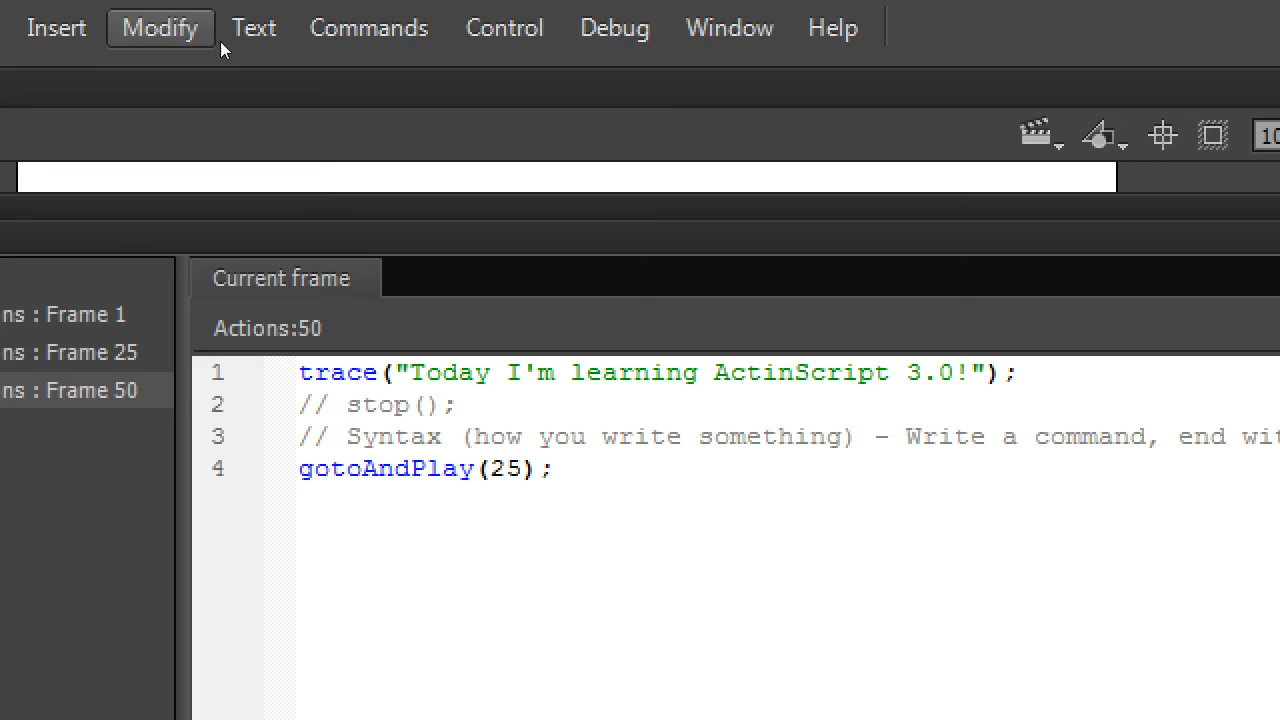 Insert Modify Text Commands Control Debug Window Help
10
Current frame
ns : Frame 1
Actions:50
ns : Frame 25
ns : Frame 50
1 trace("Today I'm learning ActinScript 3.0!");
2 // stop();
3 // Syntax (how you write something) - Write a command, end wit
4 gotoAndPlay(25);